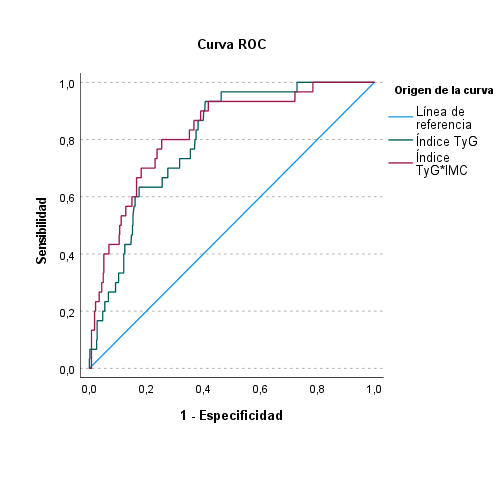 Curva ROC
Origen de la curva
Línea de
referencia
Índice TyG
Índice
TyG*IMC
Sensibilidad
1,0
0,8
0,6
0,4
0,2
0,0
0,0 0,2 0,4 0,6 0,8 1,0
1 - Especificidad